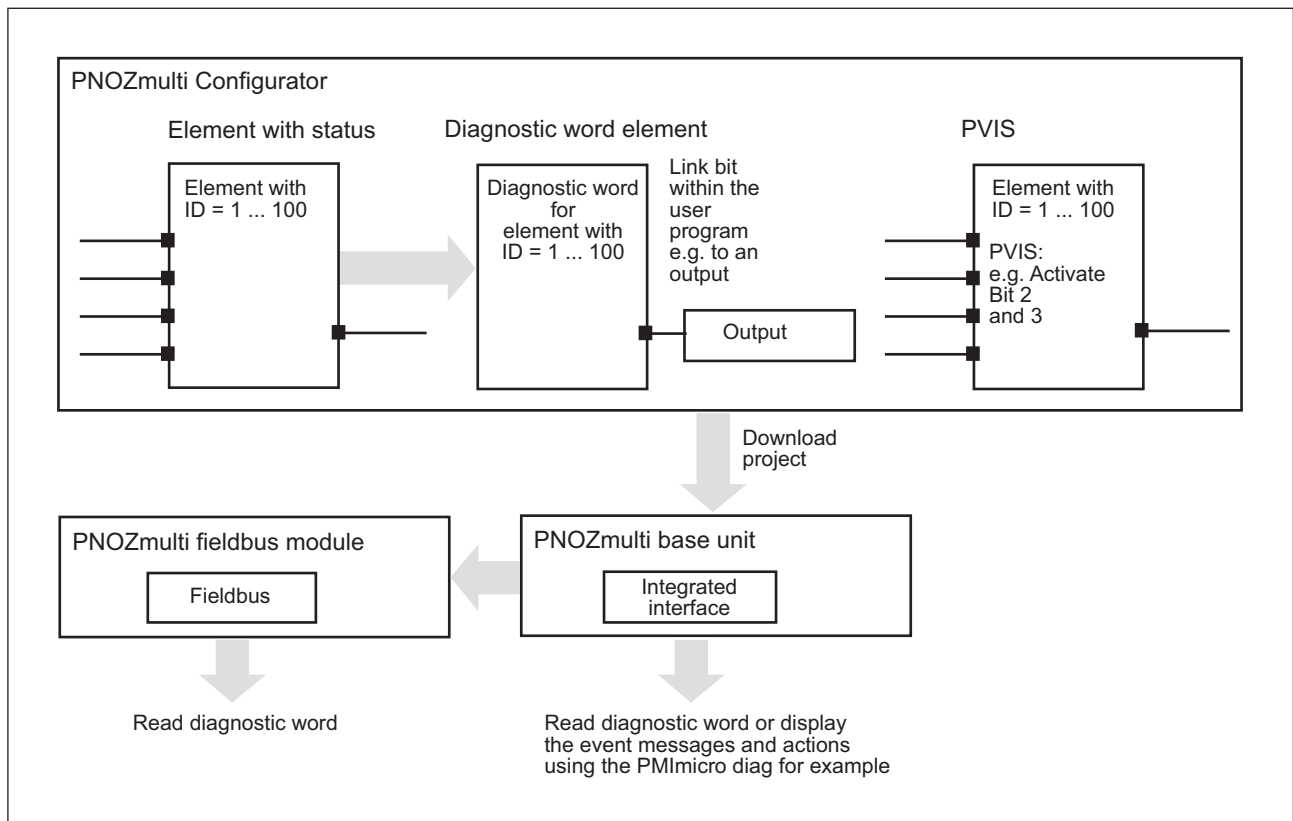 PNOZmulti Configurator
Element with status
Element with
ID = 1 ... 100
Diagnostic word element
Diagnostic word
for
element with
ID = 1 ... 100
Link bit
within the
user
program
e.g. to an
output
Output
PVIS
Element with
ID = 1 ... 100
PVIS:
e.g. Activate
Bit 2
and 3
Download
project
PNOZmulti fieldbus module
Fieldbus
PNOZmulti base unit
Integrated
interface
Read diagnostic word
Read diagnostic word or display
the event messages and actions
using the PMImicro diag for example